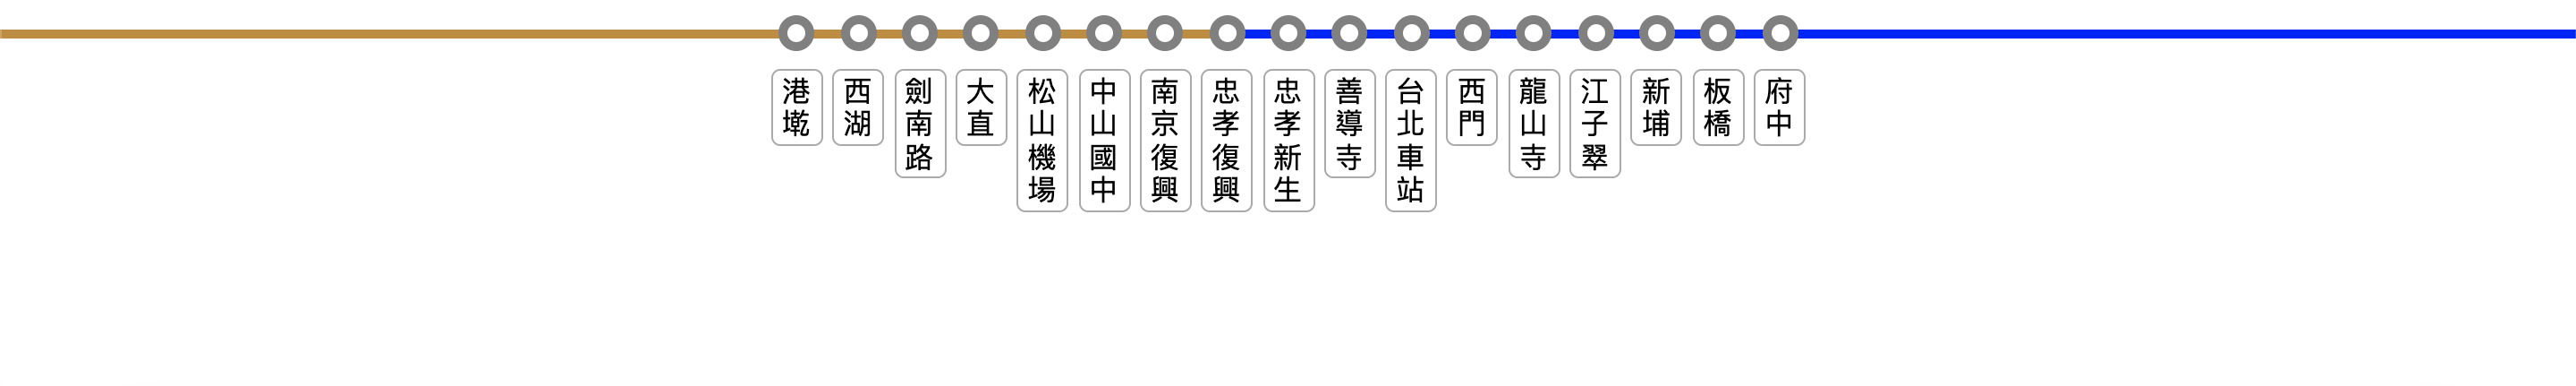 港墘
西湖
劍南路
大直
松山機場
中山國中
南京復興
忠孝復興
忠孝新生
善導寺
台北車站
西門
龍山寺
江子翠
新埔
板橋
府中